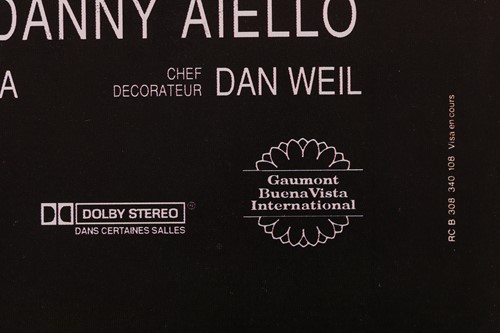 DANNY AIELLO
A
CHEF
DECORATEUR DAN WEIL
Gaumont
BuenaVista
International
DOLBY STEREO
DANS CERTAINES SALLES
RC B 308 340 108 Visa en cours